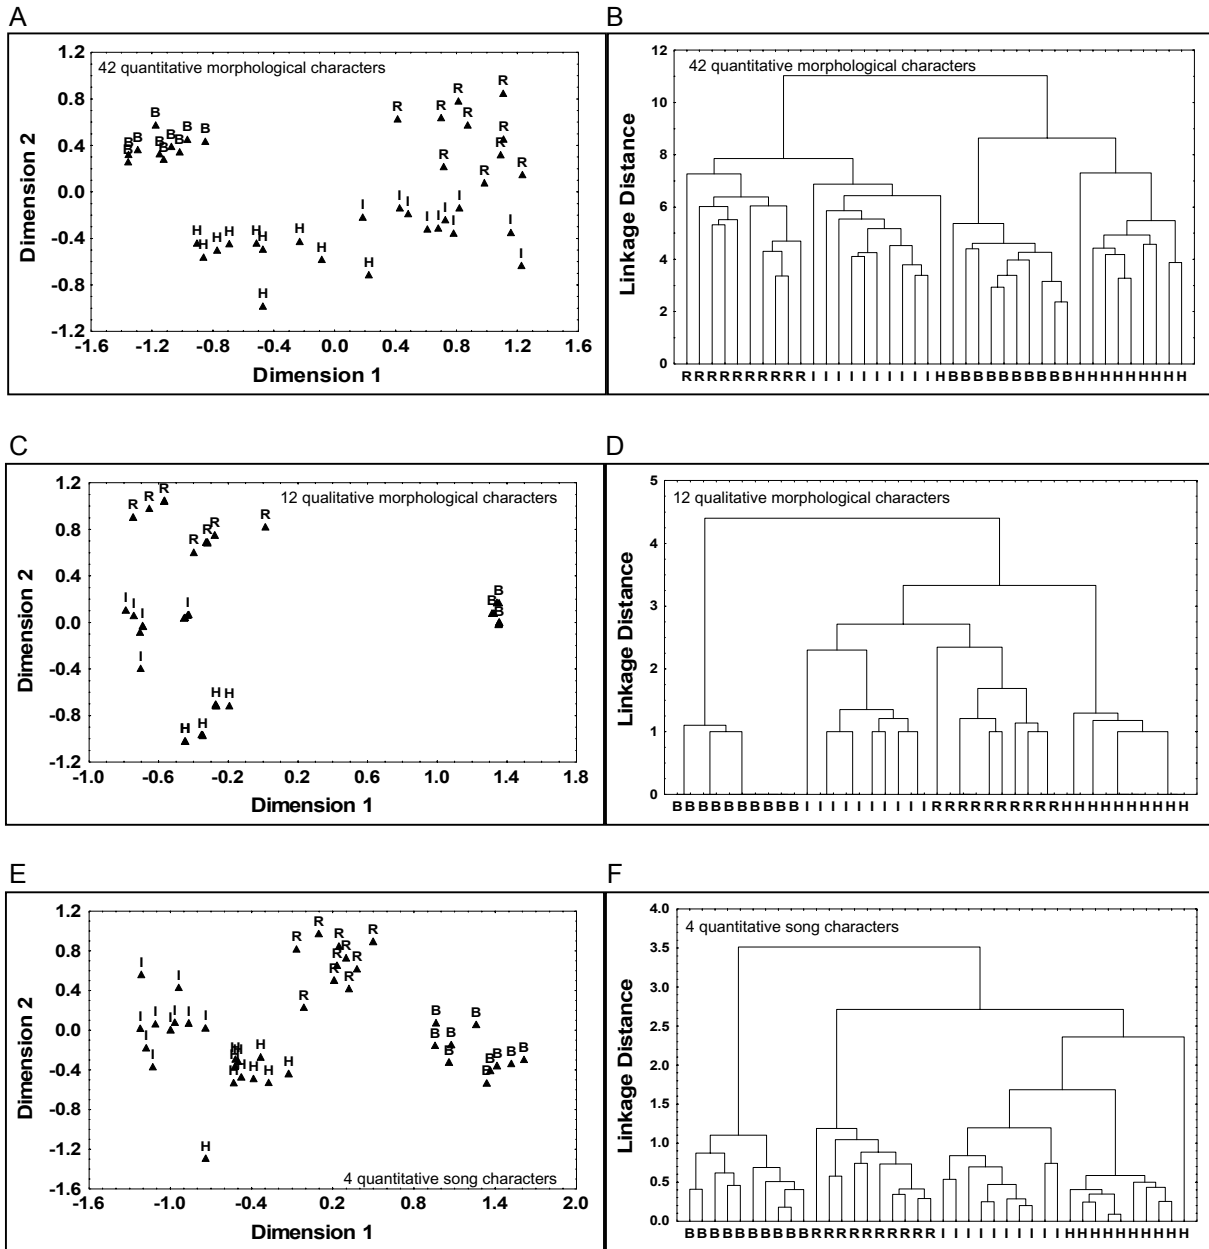 A
42 quantitative morphological characters
1.2
0.8
0.4
0.0
-0.4
-0.8
-1.2
Dimension 2
R R
R R R
B B B B B B B R R R
R R
I I I I I I I
H H H H H H H H I
H I
H
-1.6 -1.2 -0.8 -0.4 0.0 0.4 0.8 1.2 1.6
Dimension 1
B
42 quantitative morphological characters
12
10
8
6
4
2
0
Linkage Distance
R R R R R R R R R R I I I I I I I I I I H B B B B B B B B B B H H H H H H H H H
C
12 qualitative morphological characters
1.2
0.8
0.4
0.0
-0.4
-0.8
-1.2
Dimension 2
R R R
R R R R
R
I I I I B B B
I
H H
H H
-1.0 -0.6 -0.2 0.2 0.6 1.0 1.4 1.8
Dimension 1
D
12 qualitative morphological characters
5
4
3
2
1
0
Linkage Distance
B B B B B B B B B B I I I I I I I I I I R R R R R R R R R R H H H H H H H H H H
E
4 quantitative song characters
1.2
0.8
0.4
0.0
-0.4
-0.8
-1.2
-1.6
Dimension 2
R R R
R R R
I I R R R R
I I I I I I R B B
I I H H H H H H H H B B B B B B B B
H
-1.6 -1.0 -0.4 0.2 0.8 1.4 2.0
Dimension 1
F
4 quantitative song characters
4.0
3.5
3.0
2.5
2.0
1.5
1.0
0.5
0.0
Linkage Distance
B B B B B B B B B B R R R R R R R R R R I I I I I I I I I I H H H H H H H H H H